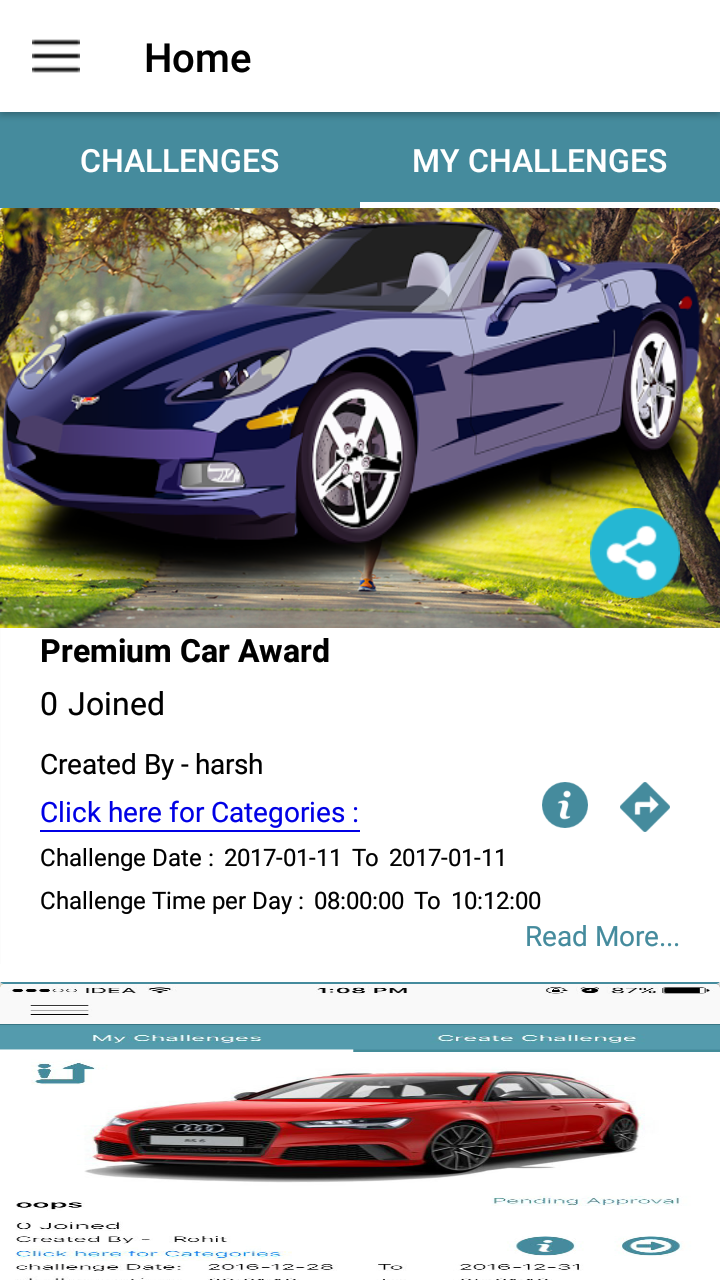 Home
CHALLENGES
MY CHALLENGES
Premium Car Award
0 Joined
Created By - harsh
Click here for Categories :
Challenge Date : 2017-01-11 To 2017-01-11
Challenge Time per Day : 08:00:00 To 10:12:00
Read More...
IDEA 1:08 PM 87%
My Challenges
Create Challenge
oops
Pending Approval
0 Joined
Created By - Rohit
Click here for Categories
challenge Date: 2016-12-28 To 2016-12-31